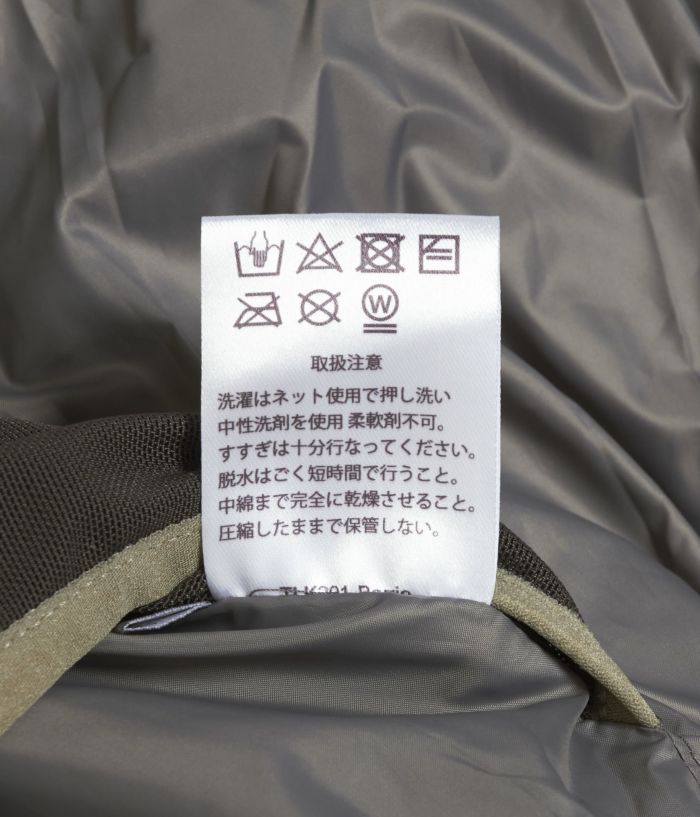 W
取扱注意
洗濯はネット使用で押し洗い
中性洗剤を使用 柔軟剤不可。
すすぎは十分行なってください。
脱水はごく短時間で行うこと。
中綿まで完全に乾燥させること。
圧縮したままで保管しない。